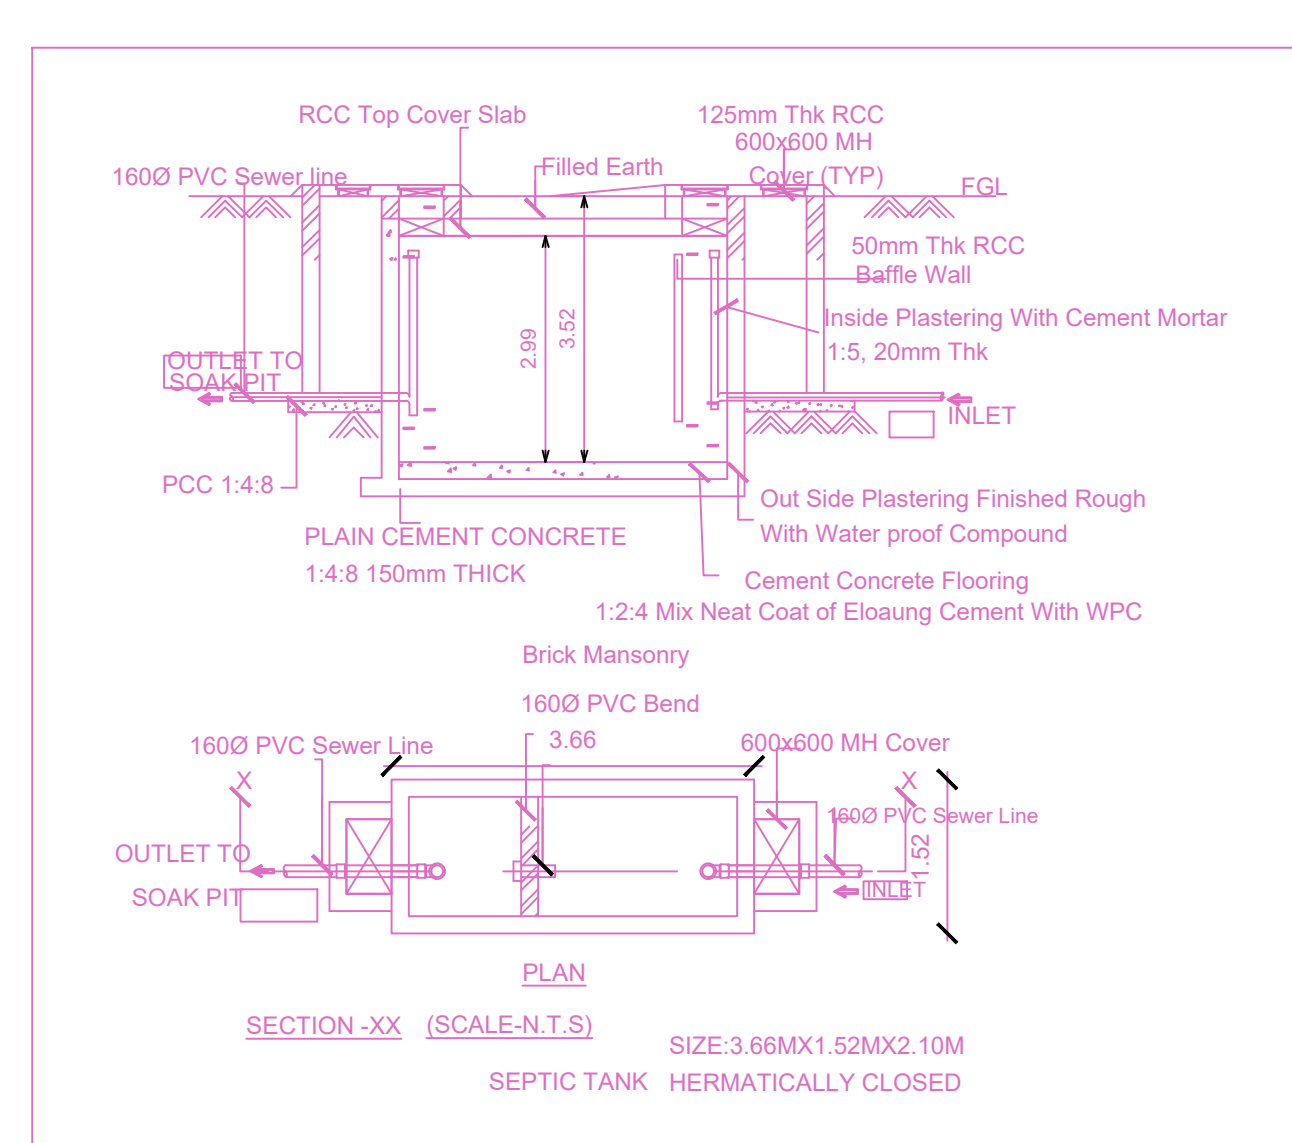 RCC Top Cover Slab
125mm Thk RCC
600x600 MH
Cover (TYP)
160Ø PVC Sewer line
Filled Earth
FGL
50mm Thk RCC
Baffle Wall
Inside Plastering With Cement Mortar
1:5, 20mm Thk
2.99
3.52
OUTLET TO
SOAK PIT
INLET
PCC 1:4:8
Out Side Plastering Finished Rough
With Water proof Compound
PLAIN CEMENT CONCRETE
1:4:8 150mm THICK
Cement Concrete Flooring
1:2:4 Mix Neat Coat of Eloaung Cement With WPC
Brick Mansonry
160Ø PVC Bend
3.66
160Ø PVC Sewer Line
600x600 MH Cover
X
X
160Ø PVC Sewer Line
1.52
OUTLET TO
SOAK PIT
INLET
PLAN
SECTION -XX (SCALE-N.T.S)
SIZE:3.66MX1.52MX2.10M
SEPTIC TANK HERMATICALLY CLOSED